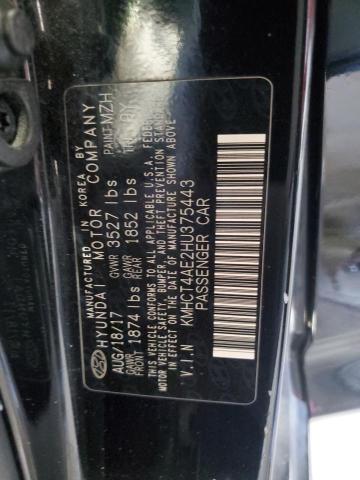 MANUFACTURED IN KOREA BY
HYUNDAI MOTOR COMPANY
AUG/18/17 GVWR 3527 lbs PAINT:MZH
GAWR FRONT 1874 lbs GAWR REAR 1852 lbs
THIS VEHICLE CONFORMS TO ALL APPLICABLE U.S.A. FEDERAL
MOTOR VEHICLE SAFETY, BUMPER, AND THEFT PREVENTION STANDARDS
IN EFFECT ON THE DATE OF MANUFACTURE SHOWN ABOVE
V.I.N KMHCT4AE2HU375443
PASSENGER CAR